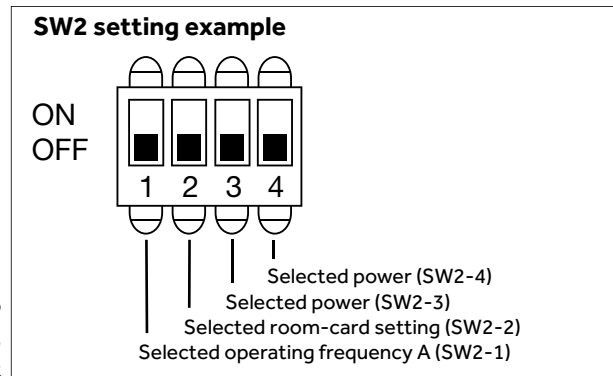 SW2 setting example
ON
OFF
1 2 3 4
Selected power (SW2-4)
Selected power (SW2-3)
Selected room-card setting (SW2-2)
Selected operating frequency A (SW2-1)